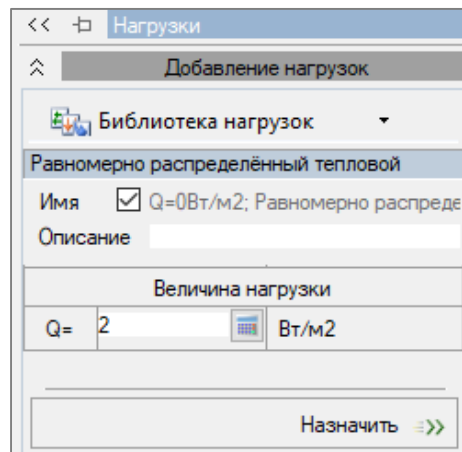 << Нагрузки
Добавление нагрузок
Библиотека нагрузок
Равномерно распределённый тепловой
Имя Q=0Вт/м2; Равномерно распреде
Описание
Величина нагрузки
Q= 2 Вт/м2
Назначить